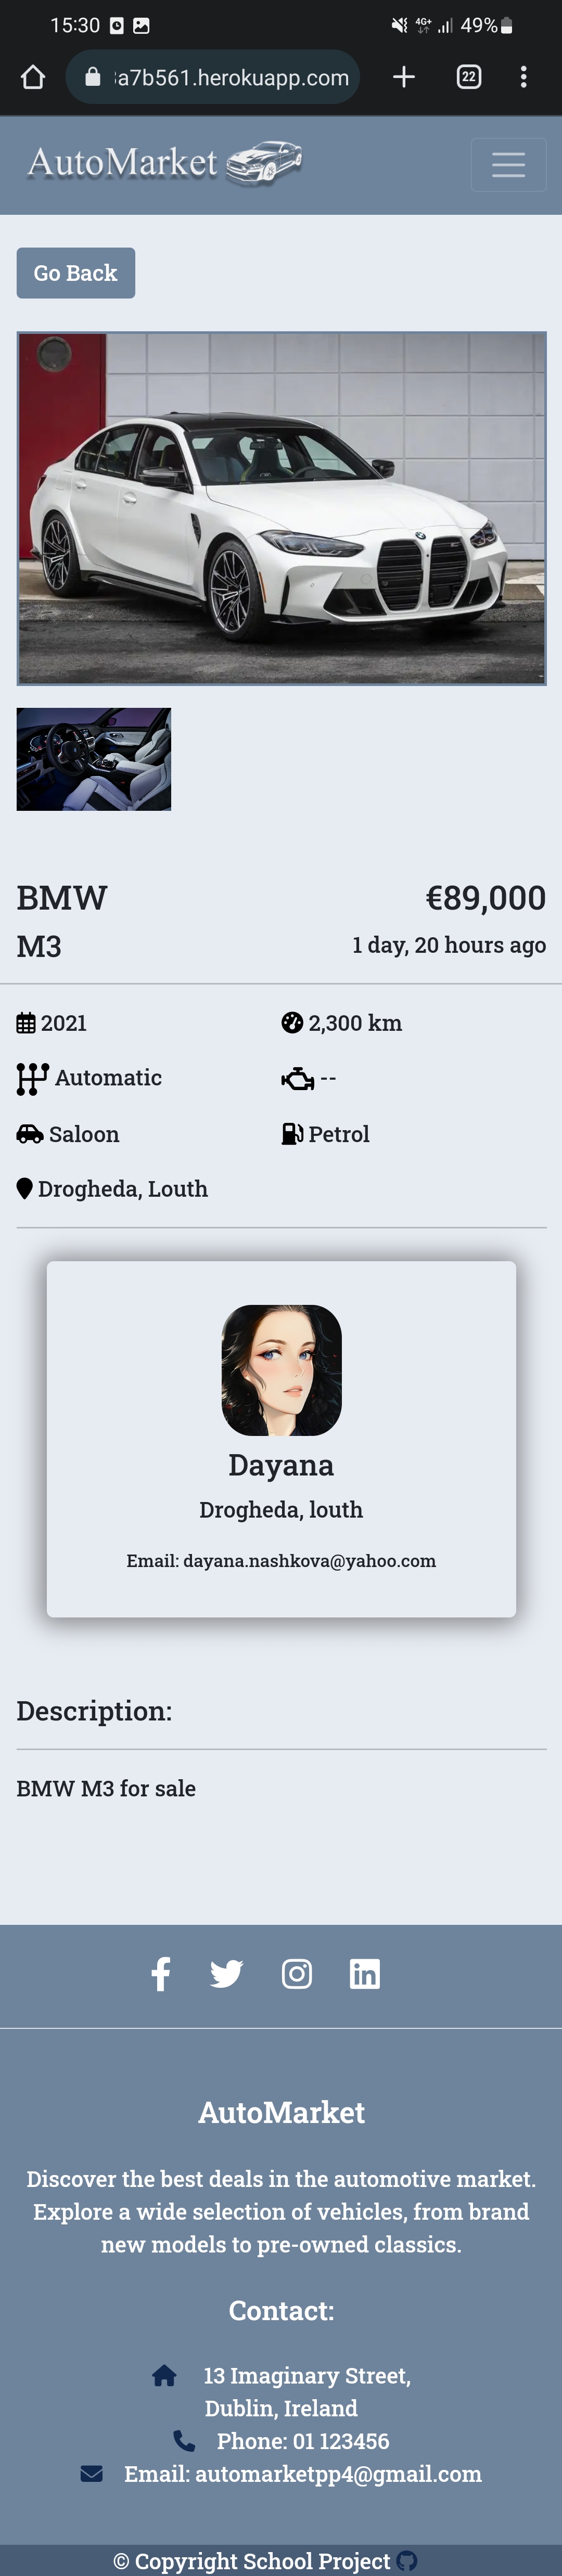 15:30
4G+
49%
3a7b561.herokuapp.com
22
AutoMarket
Go Back
BMW
€89,000
M3
1 day, 20 hours ago
2021
2,300 km
Automatic
--
Saloon
Petrol
Drogheda, Louth
Dayana
Drogheda, louth
Email: dayana.nashkova@yahoo.com
Description:
BMW M3 for sale
AutoMarket
Discover the best deals in the automotive market.
Explore a wide selection of vehicles, from brand
new models to pre-owned classics.
Contact:
13 Imaginary Street,
Dublin, Ireland
Phone: 01 123456
Email: automarketpp4@gmail.com
© Copyright School Project